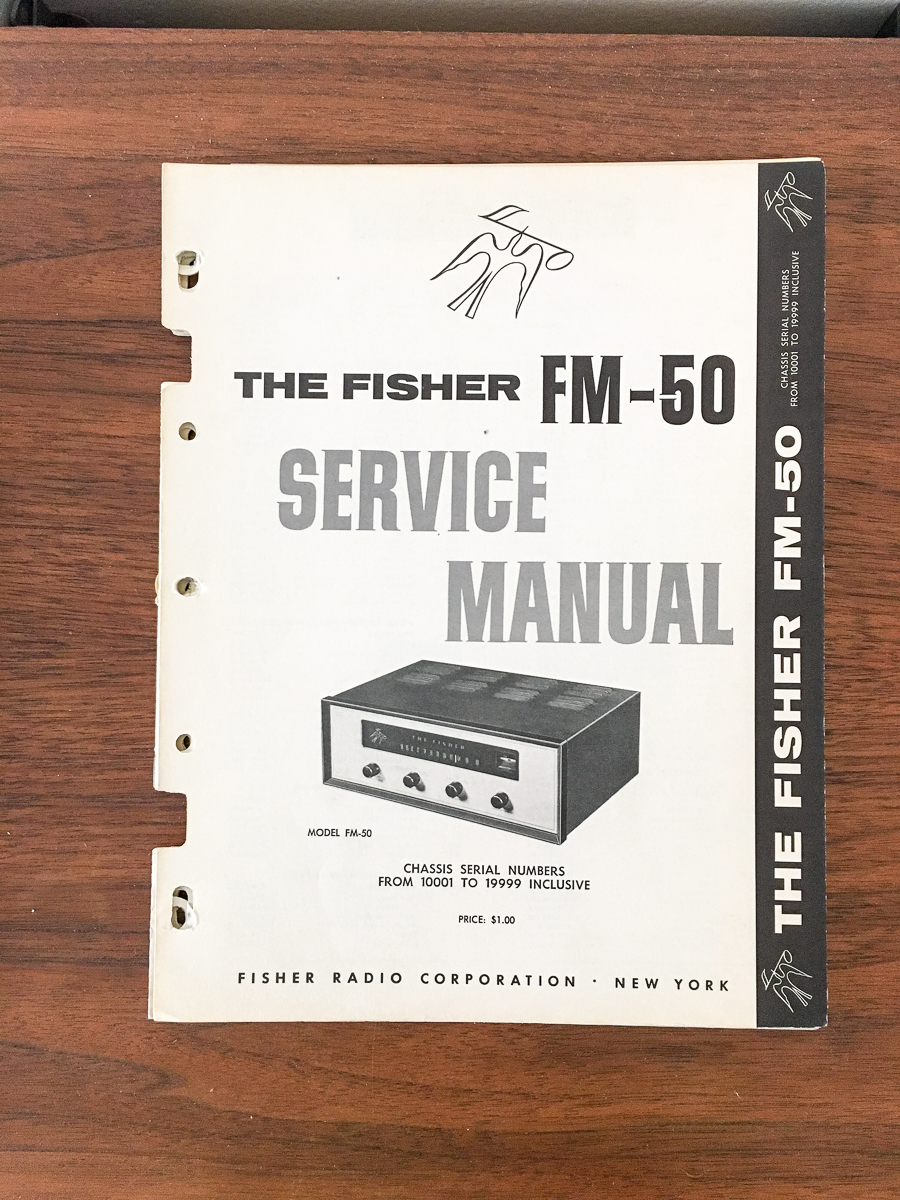 THE FISHER FM-50
SERVICE
MANUAL
THE FISHER
MODEL FM-50
CHASSIS SERIAL NUMBERS
FROM 10001 TO 19999 INCLUSIVE
PRICE: $1.00
FISHER RADIO CORPORATION · NEW YORK
THE FISHER FM-50
CHASSIS SERIAL NUMBERS
FROM 10001 TO 19999 INCLUSIVE